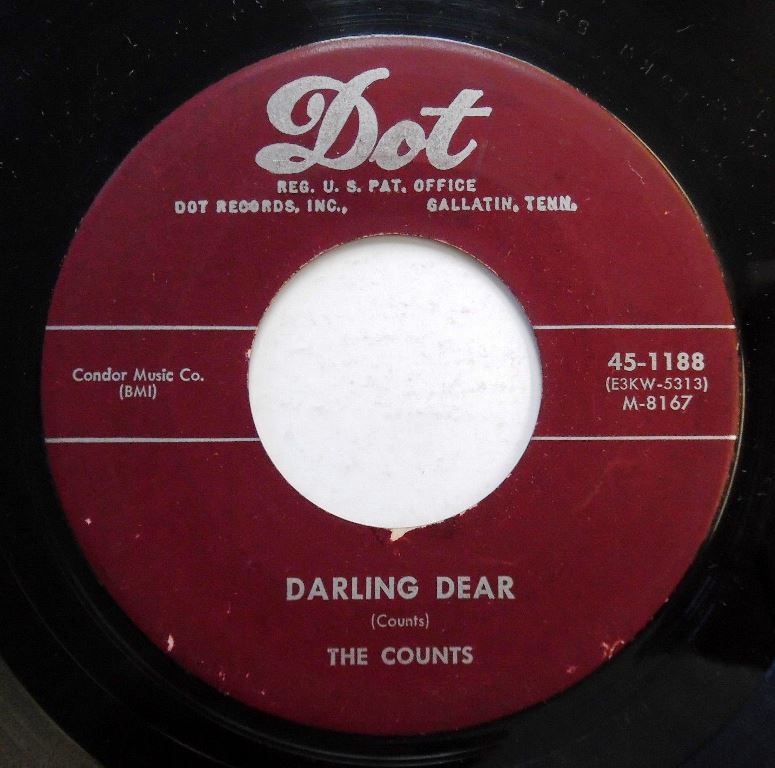 Dot
REG. U. S. PAT. OFFICE
DOT RECORDS, INC., GALLATIN, TENN.
Condor Music Co.
(BMI)
45-1188
(E3KW-5313)
M-8167
DARLING DEAR
(Counts)
THE COUNTS